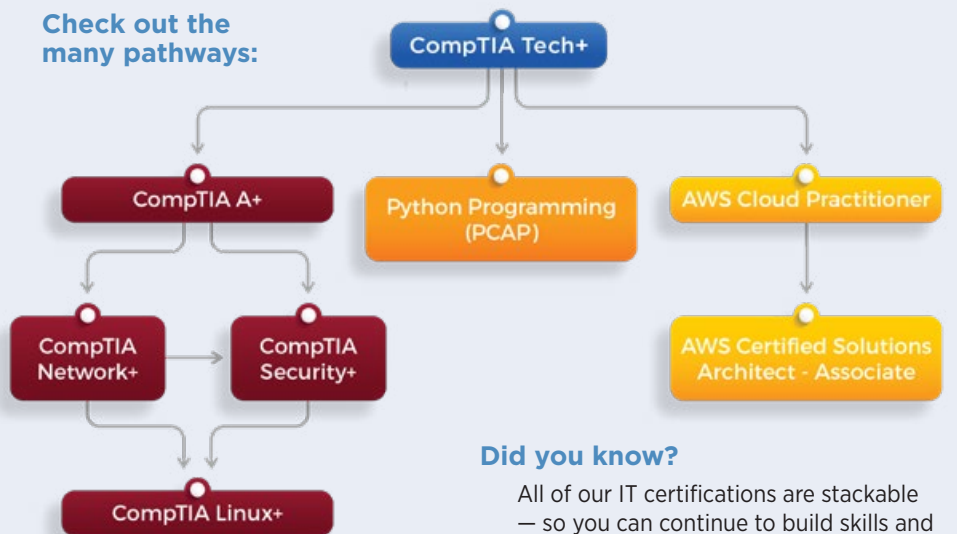 Check out the
many pathways:
CompTIA Tech+
CompTIA A+
Python Programming
(PCAP)
AWS Cloud Practitioner
CompTIA
Network+
CompTIA
Security+
AWS Certified Solutions
Architect - Associate
CompTIA Linux+
Did you know?
All of our IT certifications are stackable
— so you can continue to build skills and